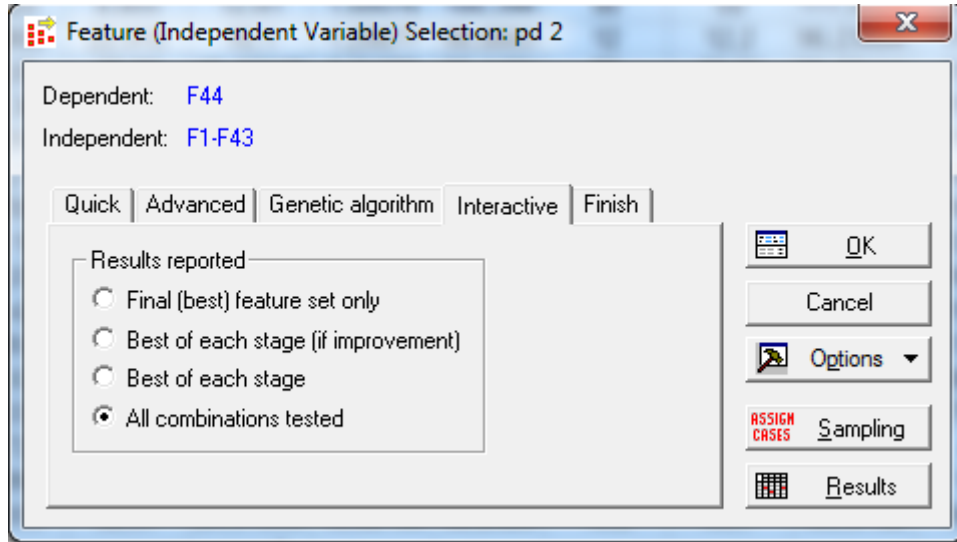 Feature (Independent Variable) Selection: pd 2
Dependent: F44
Independent: F1-F43
Quick Advanced Genetic algorithm Interactive Finish
Results reported
Final (best) feature set only
Best of each stage (if improvement)
Best of each stage
All combinations tested
OK
Cancel
Options
ASSIGN CASES Sampling
Results